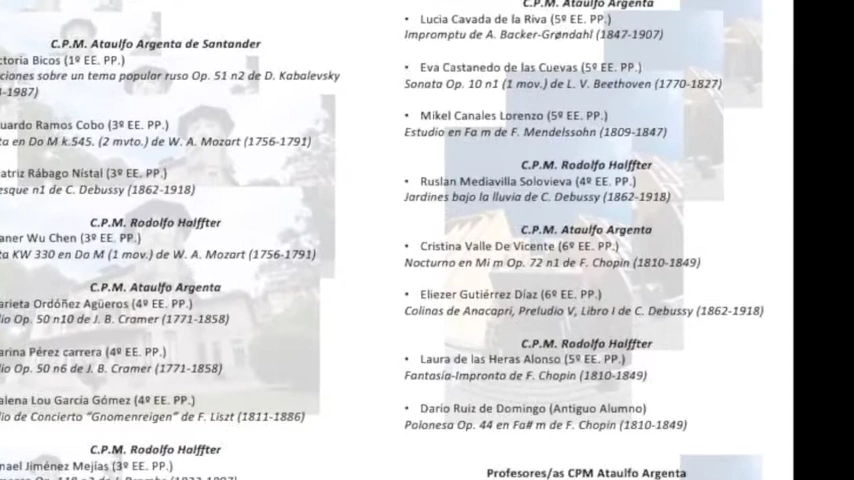 C.P.M. Ataulfo Argenta de Santander
ctoria Bicos (1º EE. PP.)
ciones sobre un tema popular ruso Op. 51 n2 de D. Kabalevsky
-1987)
uardo Ramos Cobo (3º EE. PP.)
ta en Do M k.545. (2 mvto.) de W. A. Mozart (1756-1791)
atriz Rábago Nistal (3º EE. PP.)
esque n1 de C. Debussy (1862-1918)
C.P.M. Rodolfo Halffter
aner Wu Chen (3º EE. PP.)
ta KW 330 en Do M (1 mov.) de W. A. Mozart (1756-1791)
C.P.M. Ataulfo Argenta
arieta Ordóñez Agüeros (4º EE. PP.)
io Op. 50 n10 de J. B. Cramer (1771-1858)
arina Pérez carrera (4º EE. PP.)
io Op. 50 n6 de J. B. Cramer (1771-1858)
alena Lou García Gómez (4º EE. PP.)
io de Concierto "Gnomenreigen" de F. Liszt (1811-1886)
C.P.M. Rodolfo Halffter
nael Jiménez Mejías (3º EE. PP.)
C.P.M. Ataulfo Argenta
• Lucia Cavada de la Riva (5º EE. PP.)
Impromptu de A. Backer-Grøndahl (1847-1907)
• Eva Castanedo de las Cuevas (5º EE. PP.)
Sonata Op. 10 n1 (1 mov.) de L. V. Beethoven (1770-1827)
• Mikel Canales Lorenzo (5º EE. PP.)
Estudio en Fa m de F. Mendelssohn (1809-1847)
C.P.M. Rodolfo Halffter
• Ruslan Mediavilla Solovieva (4º EE. PP.)
Jardines bajo la lluvia de C. Debussy (1862-1918)
C.P.M. Ataulfo Argenta
• Cristina Valle De Vicente (6º EE. PP.)
Nocturno en Mi m Op. 72 n1 de F. Chopin (1810-1849)
• Eliezer Gutiérrez Díaz (6º EE. PP.)
Colinas de Anacapri, Preludio V, Libro I de C. Debussy (1862-1918)
C.P.M. Rodolfo Halffter
• Laura de las Heras Alonso (5º EE. PP.)
Fantasía-Impronto de F. Chopin (1810-1849)
• Darío Ruiz de Domingo (Antiguo Alumno)
Polonesa Op. 44 en Fa# m de F. Chopin (1810-1849)
Profesores/as CPM Ataulfo Argenta